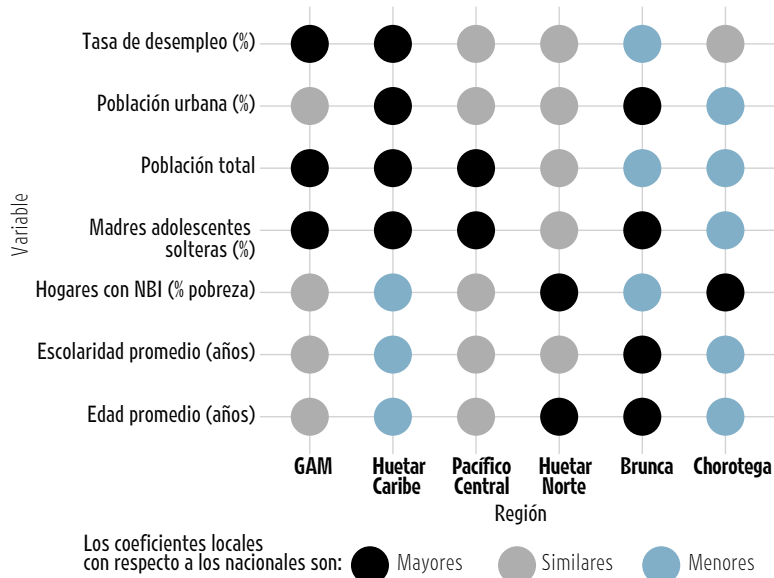 Tasa de desempleo (%)
Población urbana (%)
Población total
Madres adolescentes
solteras (%)
Hogares con NBI (% pobreza)
Escolaridad promedio (años)
Edad promedio (años)
Variable
GAM
Huetar
Caribe
Pacífico
Central
Huetar
Norte
Brunca
Chorotega
Región
Los coeficientes locales
con respecto a los nacionales son:
Mayores
Similares
Menores